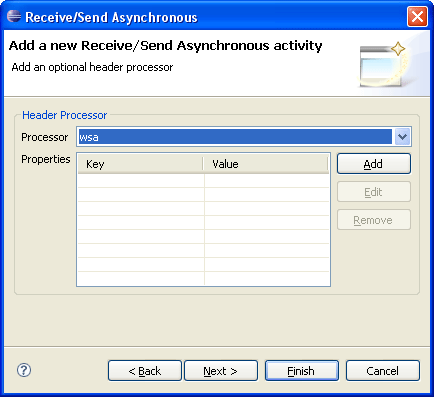 Receive/Send Asynchronous
Add a new Receive/Send Asynchronous activity
Add an optional header processor
Header Processor
Processor wsa
Properties Key Value Add
Edit
Remove
? < Back Next > Finish Cancel